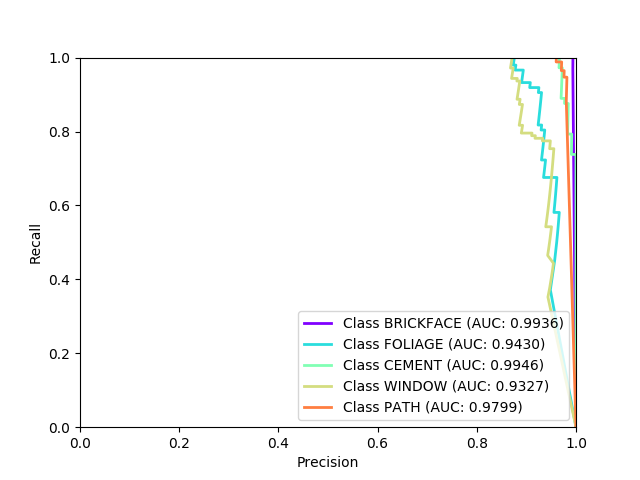 1.0
0.8
0.6
0.4
0.2
0.0
Recall
Class BRICKFACE (AUC: 0.9936)
Class FOLIAGE (AUC: 0.9430)
Class CEMENT (AUC: 0.9946)
Class WINDOW (AUC: 0.9327)
Class PATH (AUC: 0.9799)
0.0 0.2 0.4 0.6 0.8 1.0
Precision